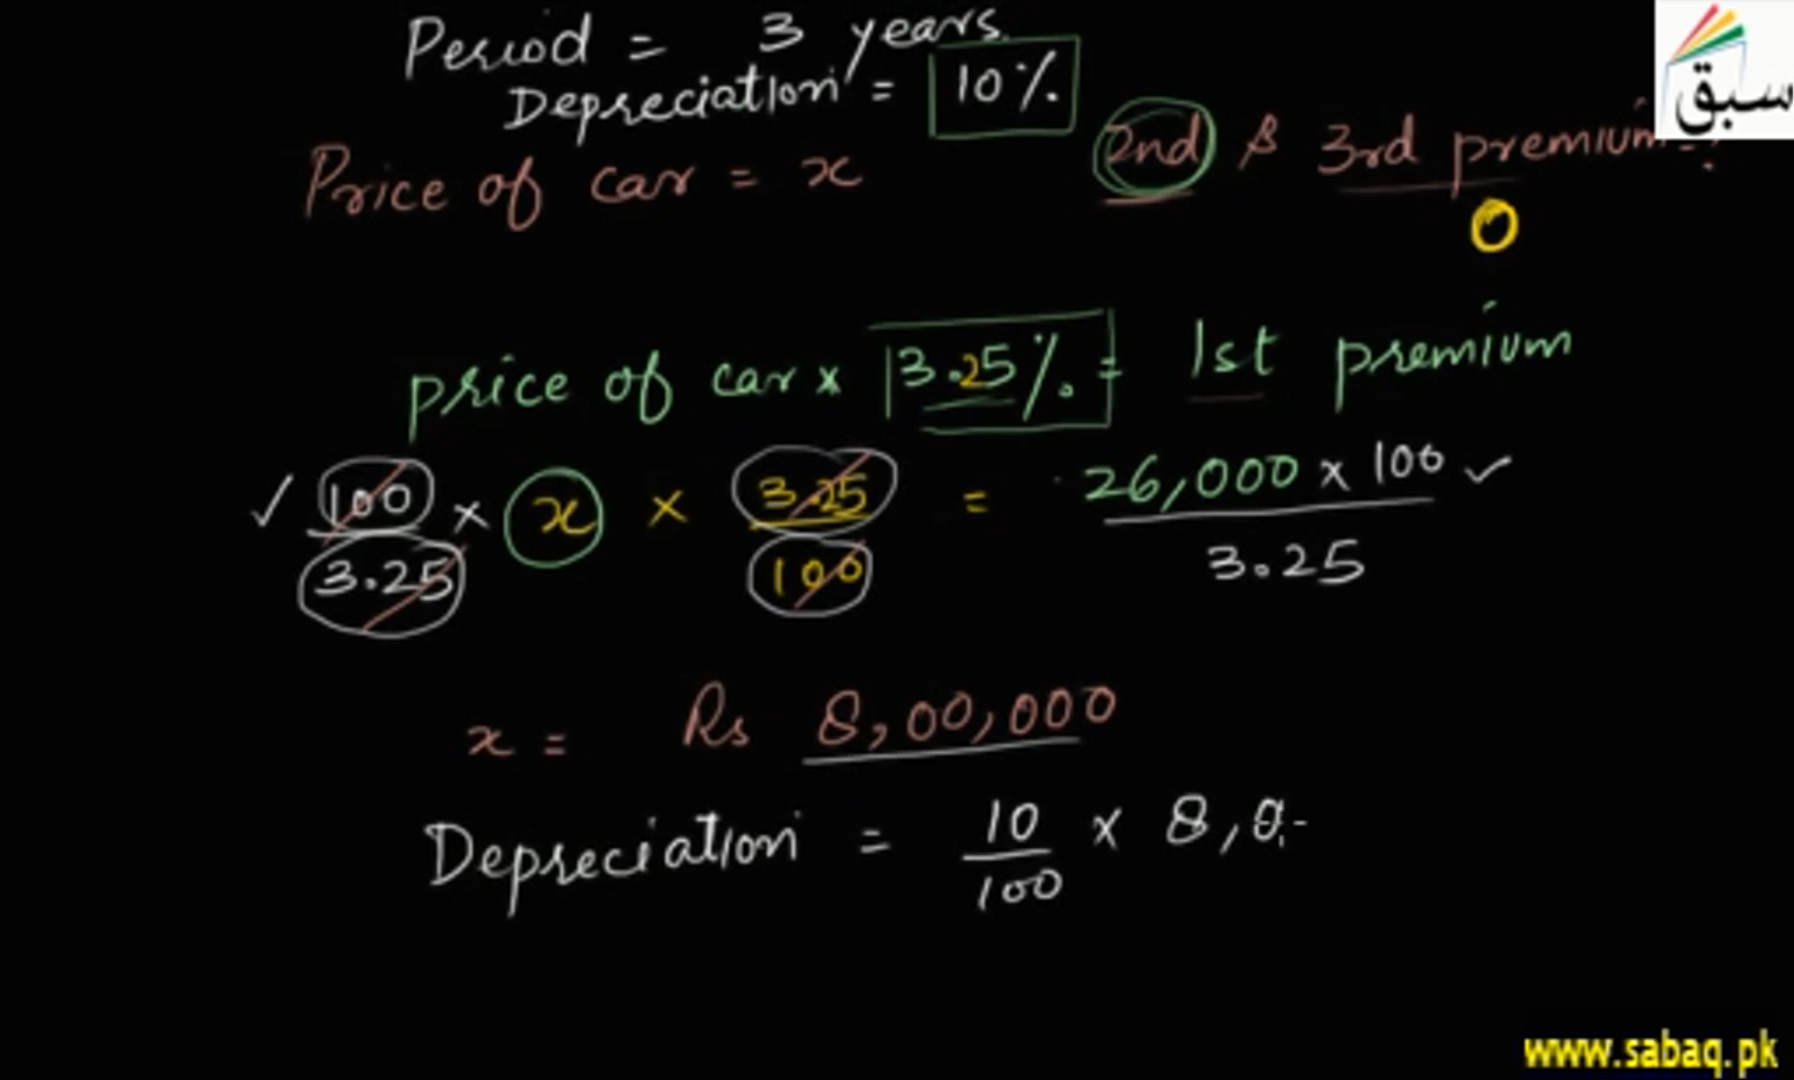 Period = 3 years.
Depreciation = 10%.
سبق
Price of car = x 2nd & 3rd premium = ?
price of car x 3.25% = 1st premium
✓ 100/3.25 × x × 3.25/100 = 26,000 x 100/3.25 ✓
x = Rs 8,00,000
Depreciation = 10/100 x 8,0
www.sabaq.pk